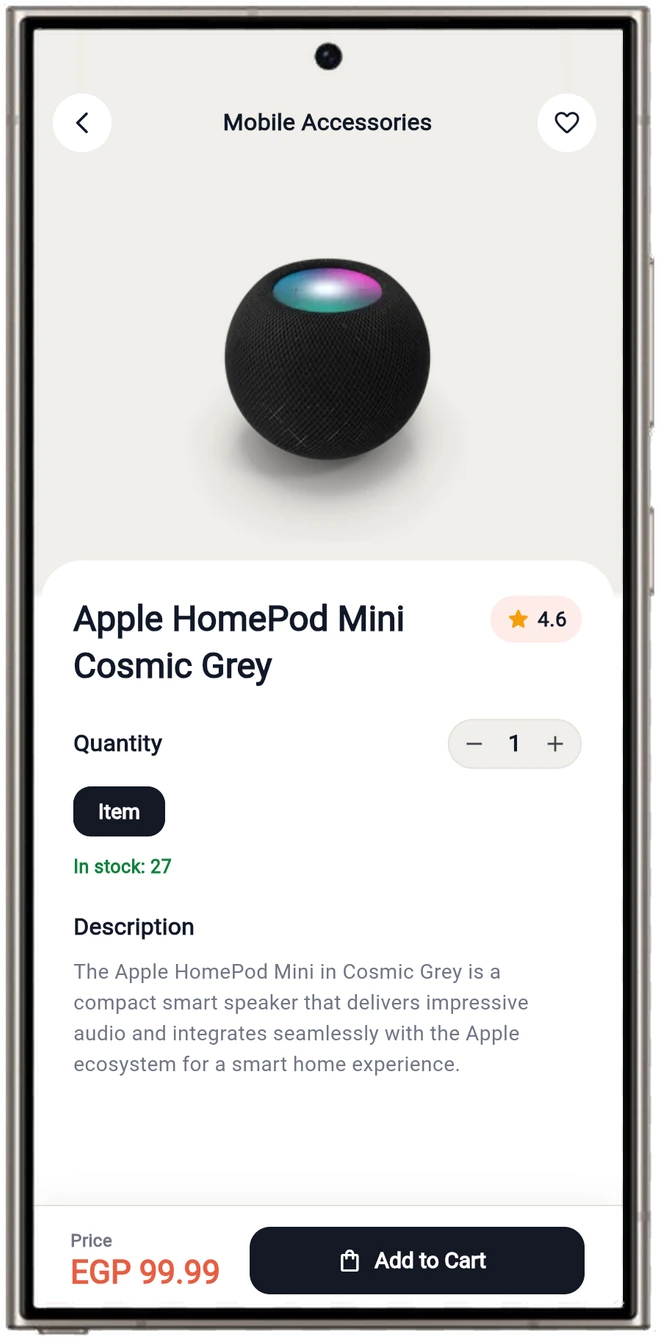 Mobile Accessories
Apple HomePod Mini
Cosmic Grey
4.6
Quantity
1
Item
In stock: 27
Description
The Apple HomePod Mini in Cosmic Grey is a
compact smart speaker that delivers impressive
audio and integrates seamlessly with the Apple
ecosystem for a smart home experience.
Price
EGP 99.99
Add to Cart